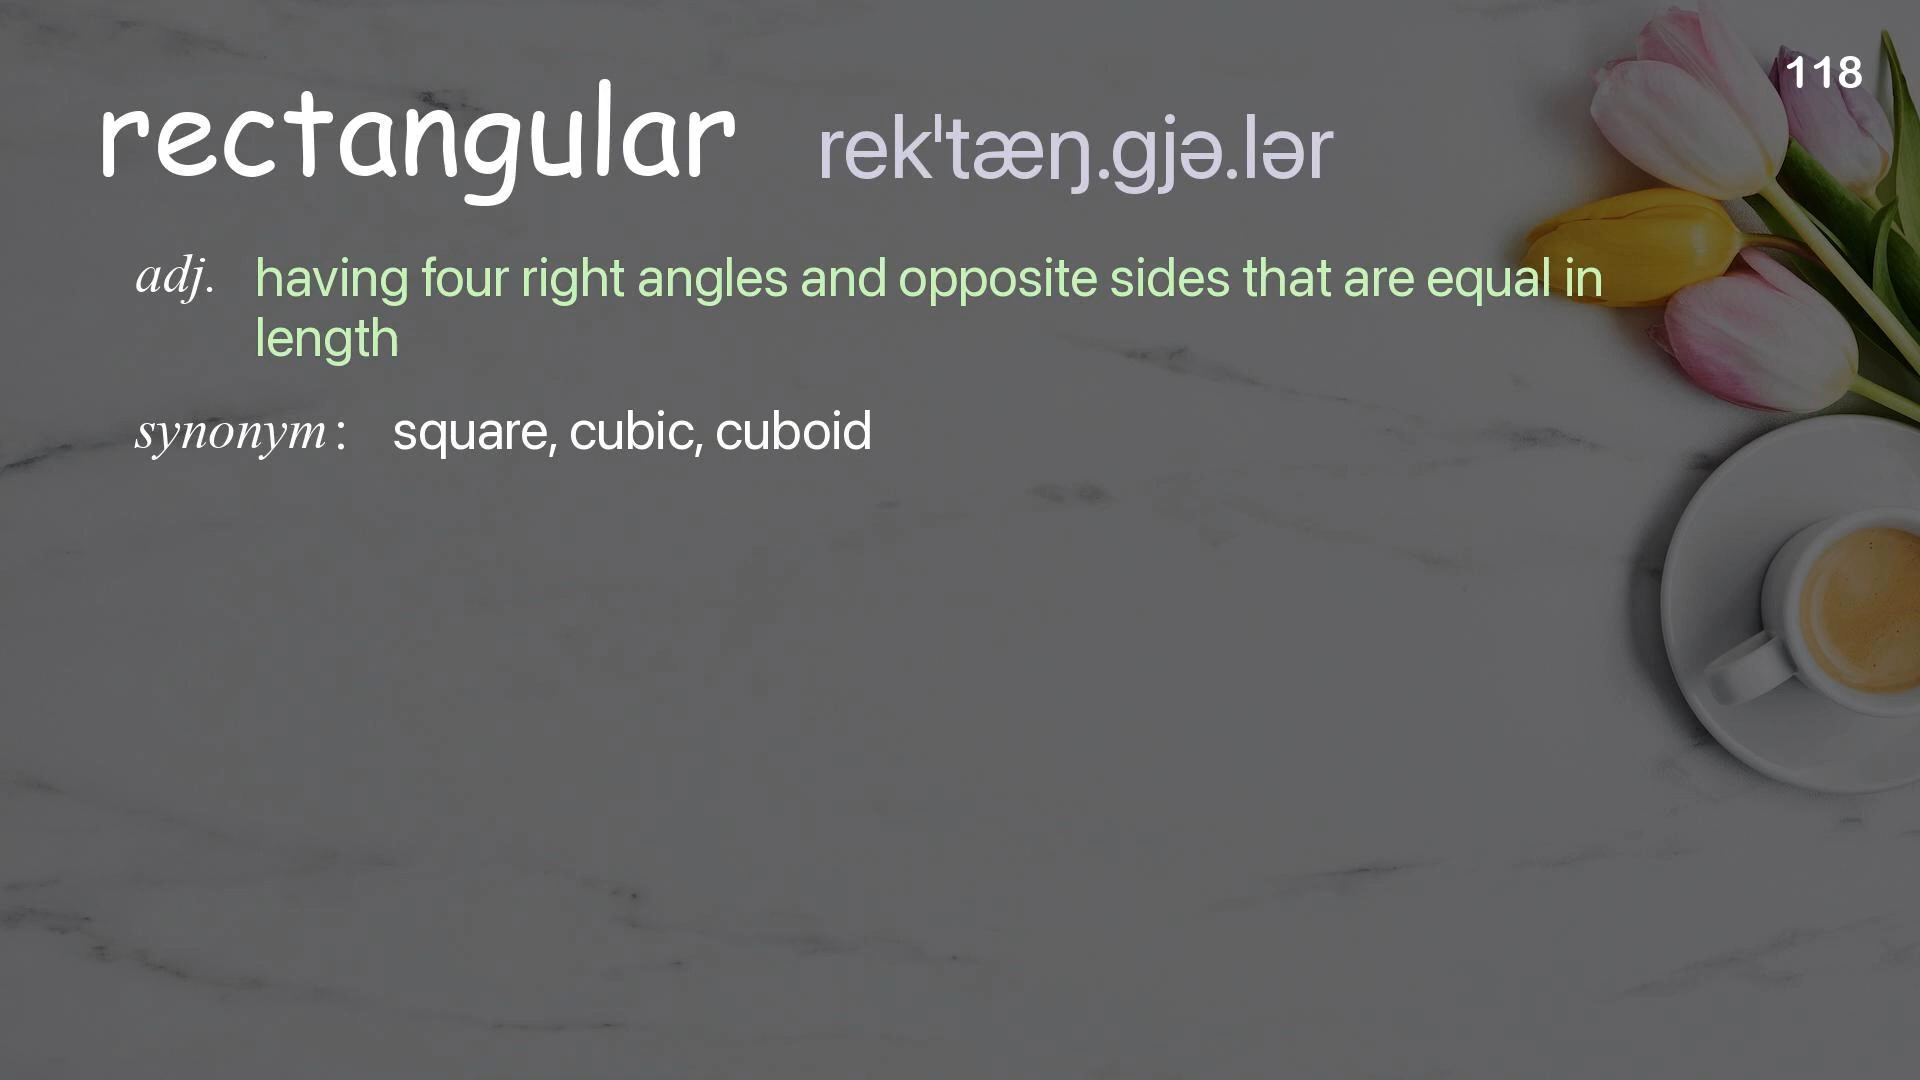 118
rectangular rek'tæŋ.gjə.lər
adj. having four right angles and opposite sides that are equal in
length
synonym: square, cubic, cuboid